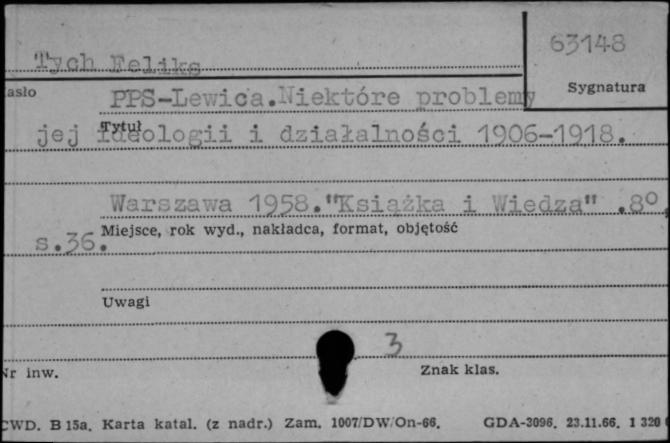 63148
Tych Feliks
asło
Sygnatura
PPS-Lewica.Niektóre problemy
Tytuł
jej ideologii i działalności 1906-1918.
Warszawa 1958."Książka i Wiedza" .8°.
Miejsce, rok wyd., nakładca, format, objętość
s.36.
Uwagi
3
Nr inw.
Znak klas.
CWD. B 15a. Karta katal. (z nadr.) Zam. 1007/DW/On-66. GDA-3096. 23.11.66. 1 320